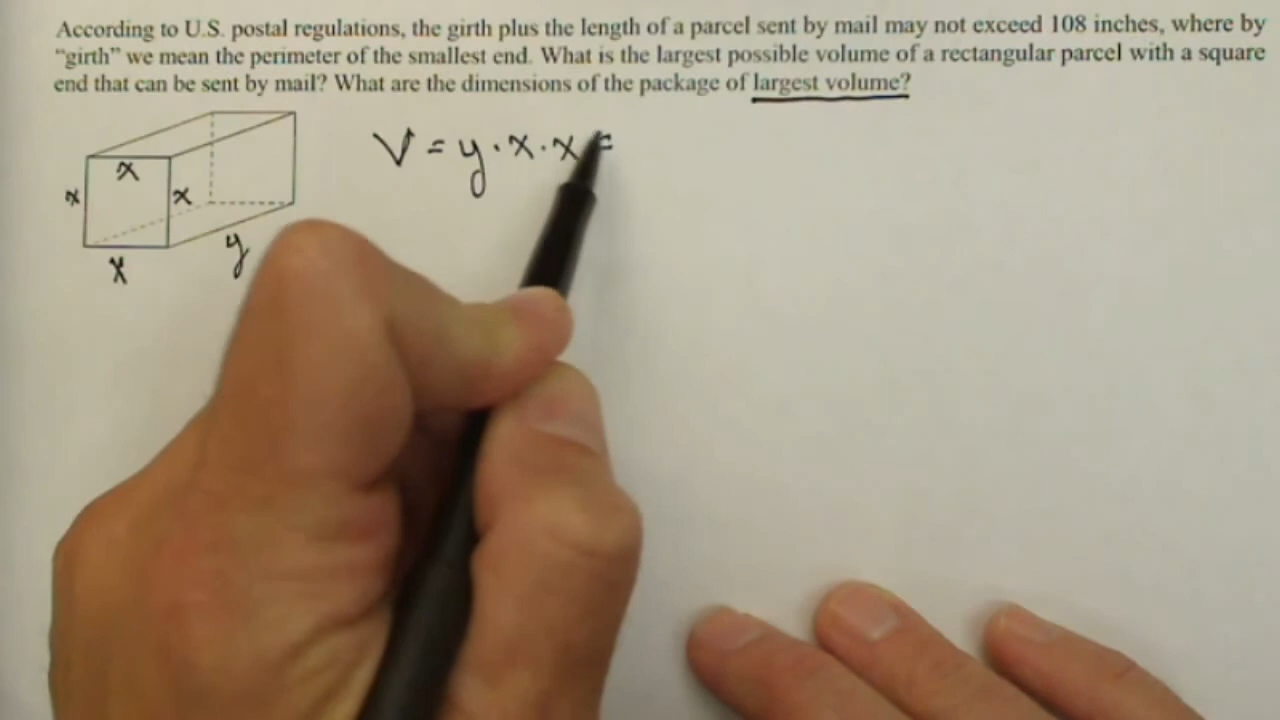 According to U.S. postal regulations, the girth plus the length of a parcel sent by mail may not exceed 108 inches, where by
“girth” we mean the perimeter of the smallest end. What is the largest possible volume of a rectangular parcel with a square
end that can be sent by mail? What are the dimensions of the package of largest volume?
V = y · x · x =
x
x
x
y
x